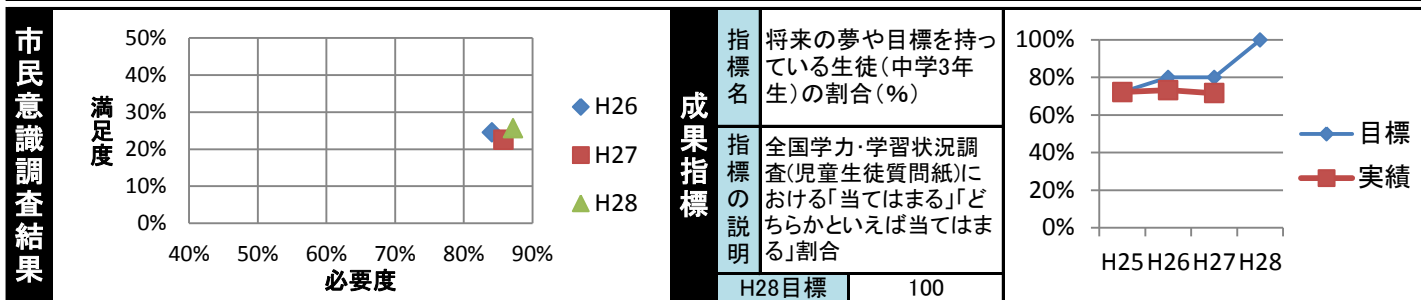 市民意識調査結果
満足度
50%
40%
30%
20%
10%
0%
40%
50%
60%
70%
80%
90%
必要度
H26
H27
H28
成果指標
指標名
将来の夢や目標を持っ
ている生徒(中学3年
生)の割合(%)
指標の説明
全国学力･学習状況調
査(児童生徒質問紙)に
おける｢当てはまる｣｢ど
ちらかといえば当てはま
る｣割合
H28目標
100
100%
80%
60%
40%
20%
0%
H25
H26
H27
H28
目標
実績